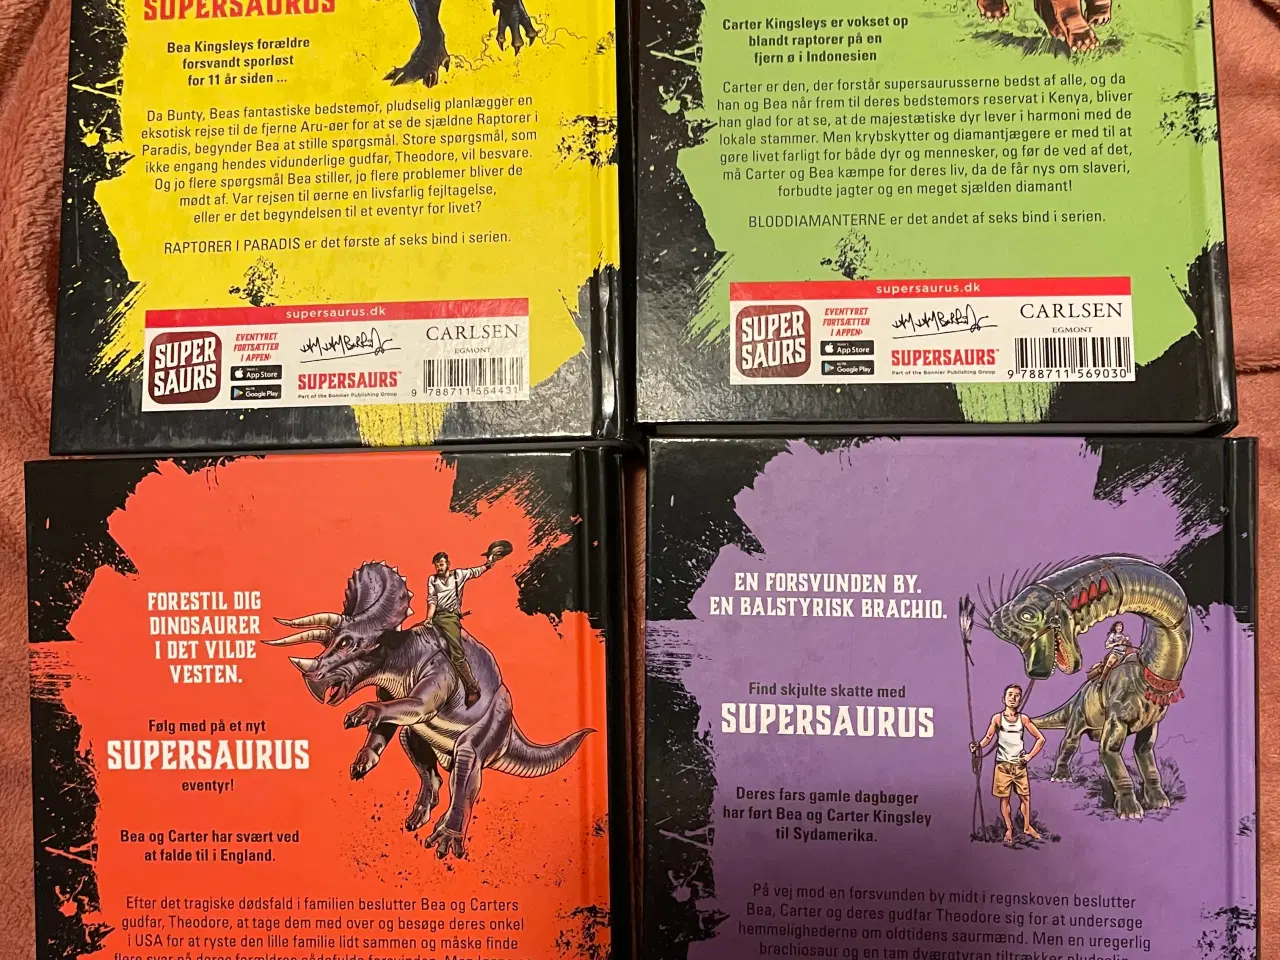 SUPERSAURUS
Bea Kingsleys forældre
forsvandt sporløst
for 11 år siden ...
Da Bunty, Beas fantastiske bedstemor, pludselig planlægger en
eksotisk rejse til de fjerne Aru-øer for at se de sjældne Raptorer i
Paradis, begynder Bea at stille spørgsmål. Store spørgsmål, som
ikke engang hendes vidunderlige gudfar, Theodore, vil besvare.
Og jo flere spørgsmål Bea stiller, jo flere problemer bliver de
mødt af. Var rejsen til øerne en livsfarlig fejltagelse,
eller er det begyndelsen til et eventyr for livet?
RAPTORER I PARADIS er det første af seks bind i serien.
supersaurus.dk
SUPER
SAURS
EVENTYRET
FORTSÆTTER
I APPEN:
App Store
Google Play
SUPERSAURS™
Part of the Bonnier Publishing Group
CARLSEN
EGMONT
9 788711 564431
Carter Kingsleys er vokset op
blandt raptorer på en
fjern ø i Indonesien
Carter er den, der forstår supersaurusserne bedst af alle, og da
han og Bea når frem til deres bedstemors reservat i Kenya, bliver
han glad for at se, at de majestætiske dyr lever i harmoni med de
lokale stammer. Men krybskytter og diamantjægere er med til at
gøre livet farligt for både dyr og mennesker, og før de ved af det,
må Carter og Bea kæmpe for deres liv, da de får nys om slaveri,
forbudte jagter og en meget sjælden diamant!
BLODDIAMANTERNE er det andet af seks bind i serien.
supersaurus.dk
SUPER
SAURS
EVENTYRET
FORTSÆTTER
I APPEN:
App Store
Google Play
SUPERSAURS™
Part of the Bonnier Publishing Group
CARLSEN
EGMONT
9 788711 569030
FORESTIL DIG
DINOSAURER
I DET VILDE
VESTEN.
Følg med på et nyt
SUPERSAURUS
eventyr!
Bea og Carter har svært ved
at falde til i England.
Efter det tragiske dødsfald i familien beslutter Bea og Carters
gudfar, Theodore, at tage dem med over og besøge deres onkel
i USA for at ryste den lille familie lidt sammen og måske finde
EN FORSVUNDEN BY.
EN BALSTYRISK BRACHIO.
Find skjulte skatte med
SUPERSAURUS
Deres fars gamle dagbøger
har ført Bea og Carter Kingsley
til Sydamerika.
På vej mod en forsvunden by midt i regnskoven beslutter
Bea, Carter og deres gudfar Theodore sig for at undersøge
hemmelighederne om oldtidens saurmænd. Men en uregerlig
brachiosaur og en tam dværgtyran tiltrækker pludselig